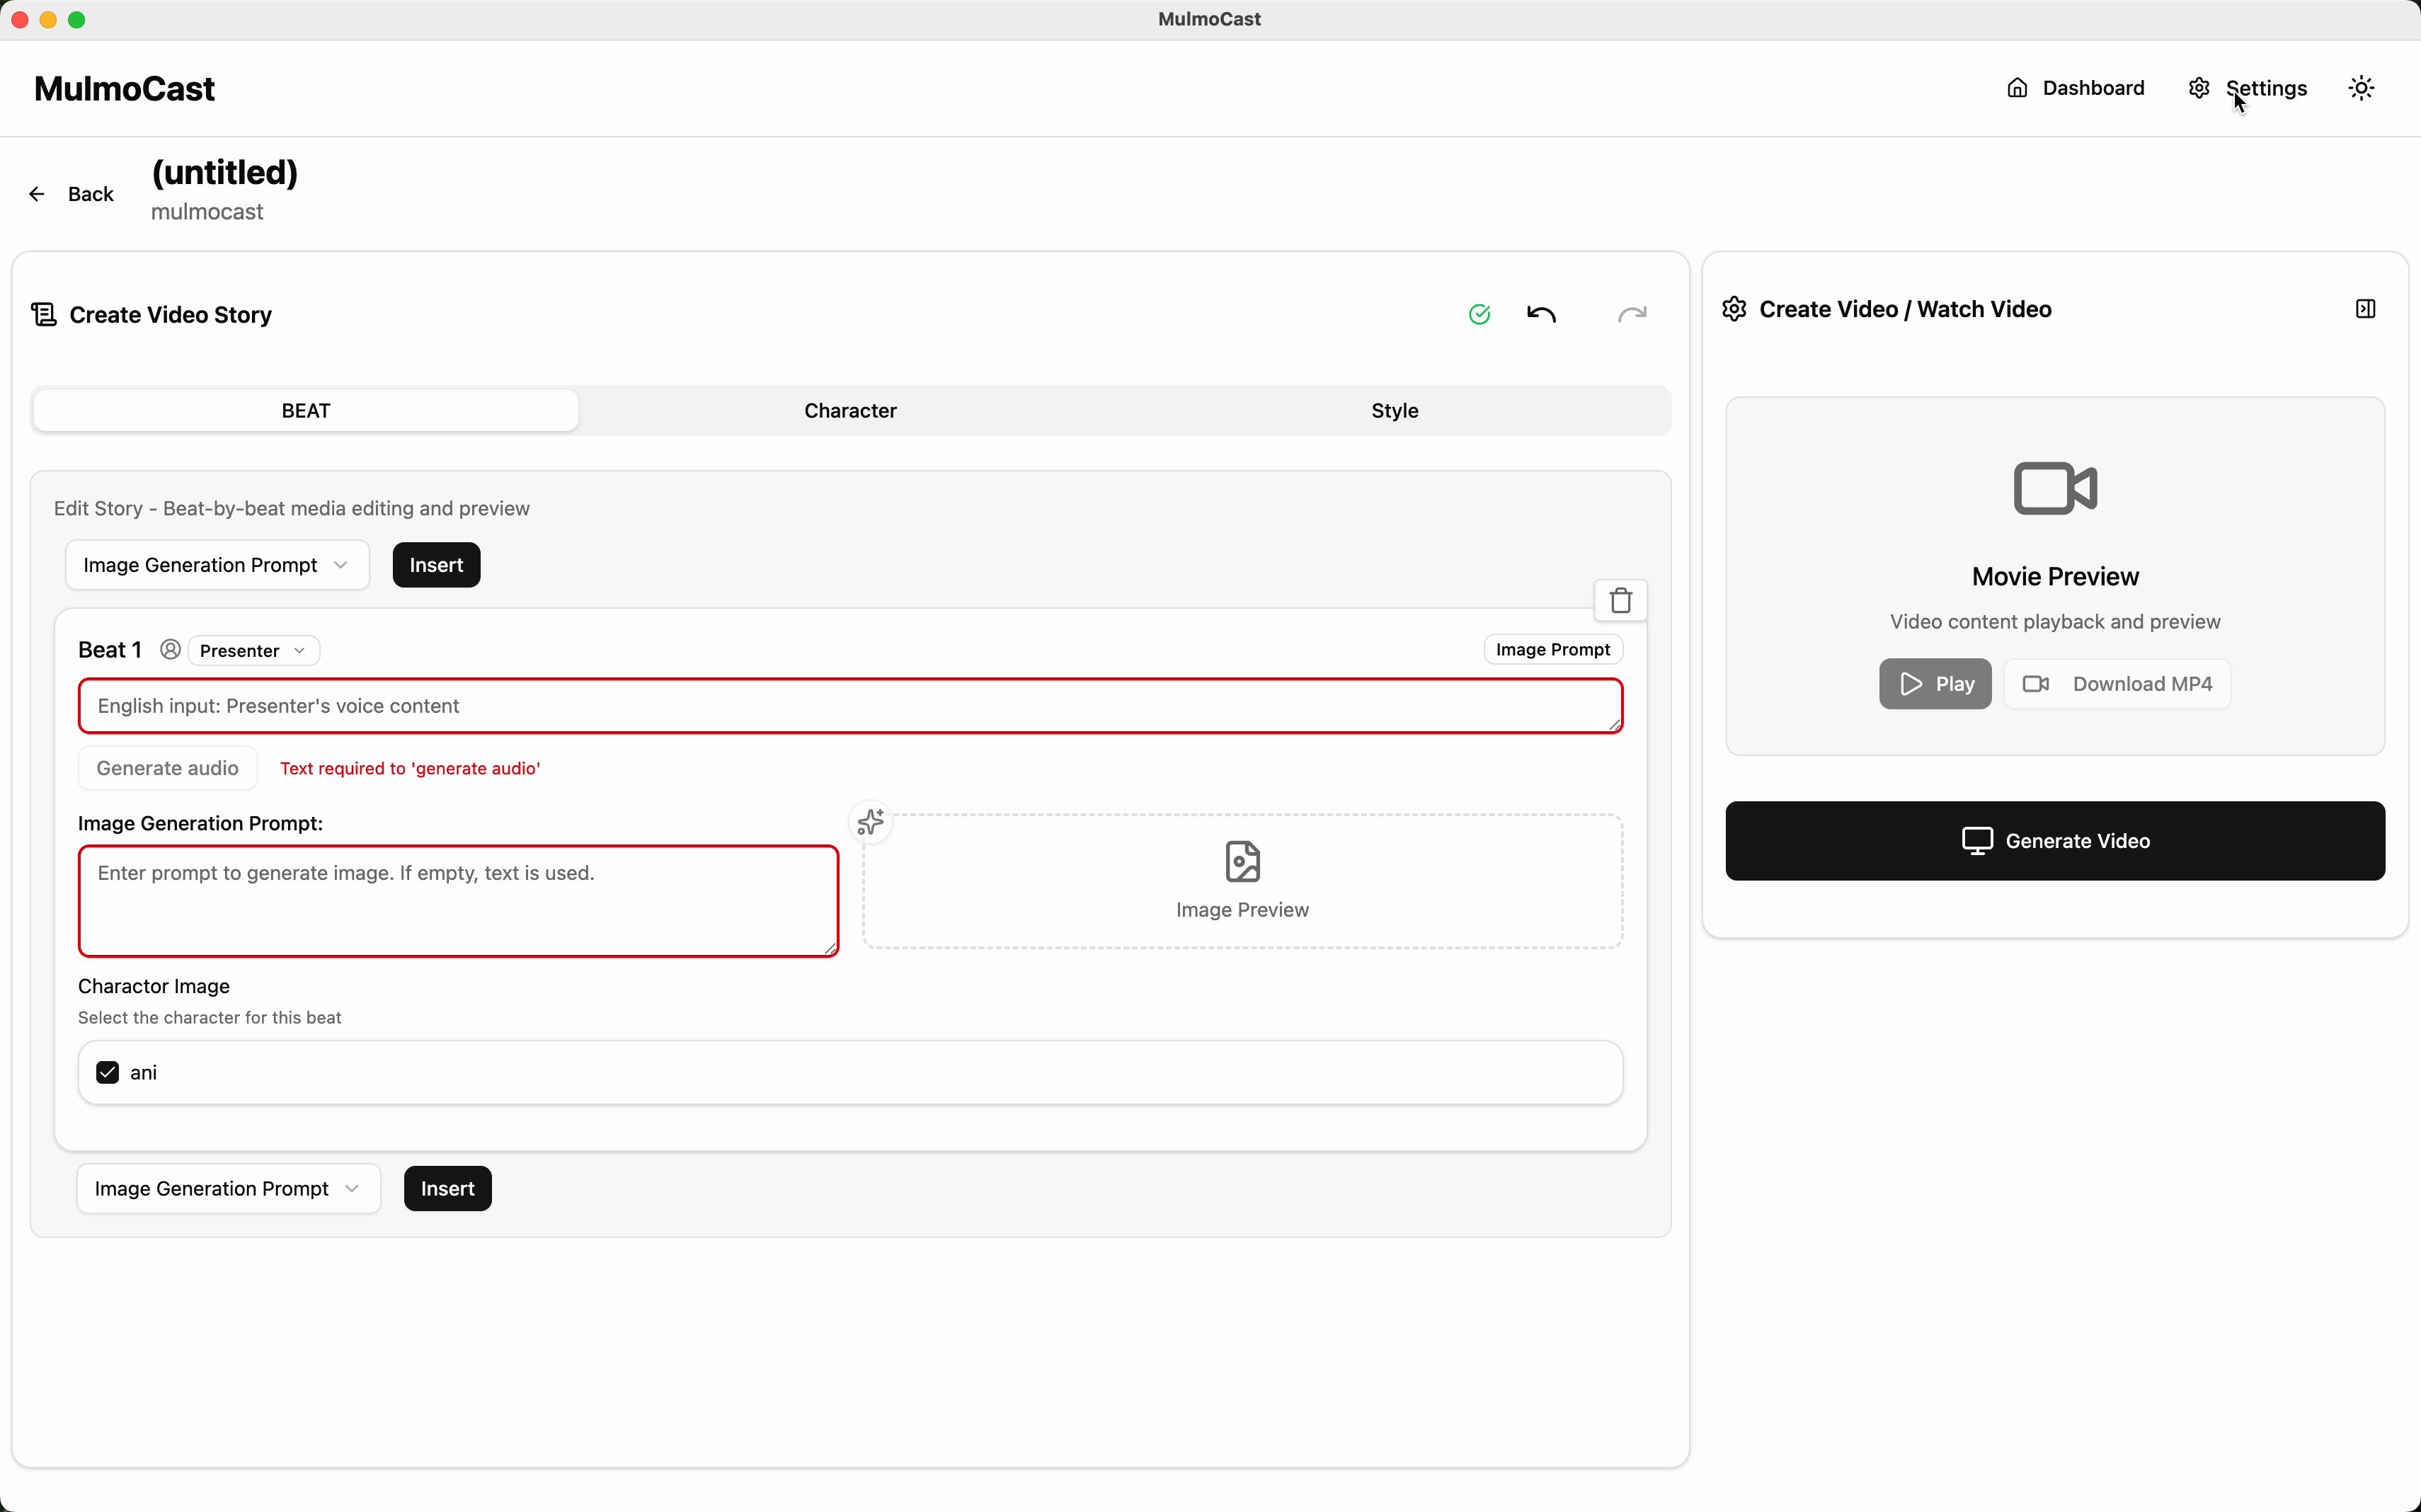 MulmoCast
MulmoCast
Dashboard
Settings
Back
(untitled)
mulmocast
Create Video Story
BEAT
Character
Style
Edit Story - Beat-by-beat media editing and preview
Image Generation Prompt
Insert
Beat 1
Presenter
Image Prompt
English input: Presenter's voice content
Generate audio
Text required to 'generate audio'
Image Generation Prompt:
Enter prompt to generate image. If empty, text is used.
Image Preview
Charactor Image
Select the character for this beat
ani
Image Generation Prompt
Insert
Create Video / Watch Video
Movie Preview
Video content playback and preview
Play
Download MP4
Generate Video